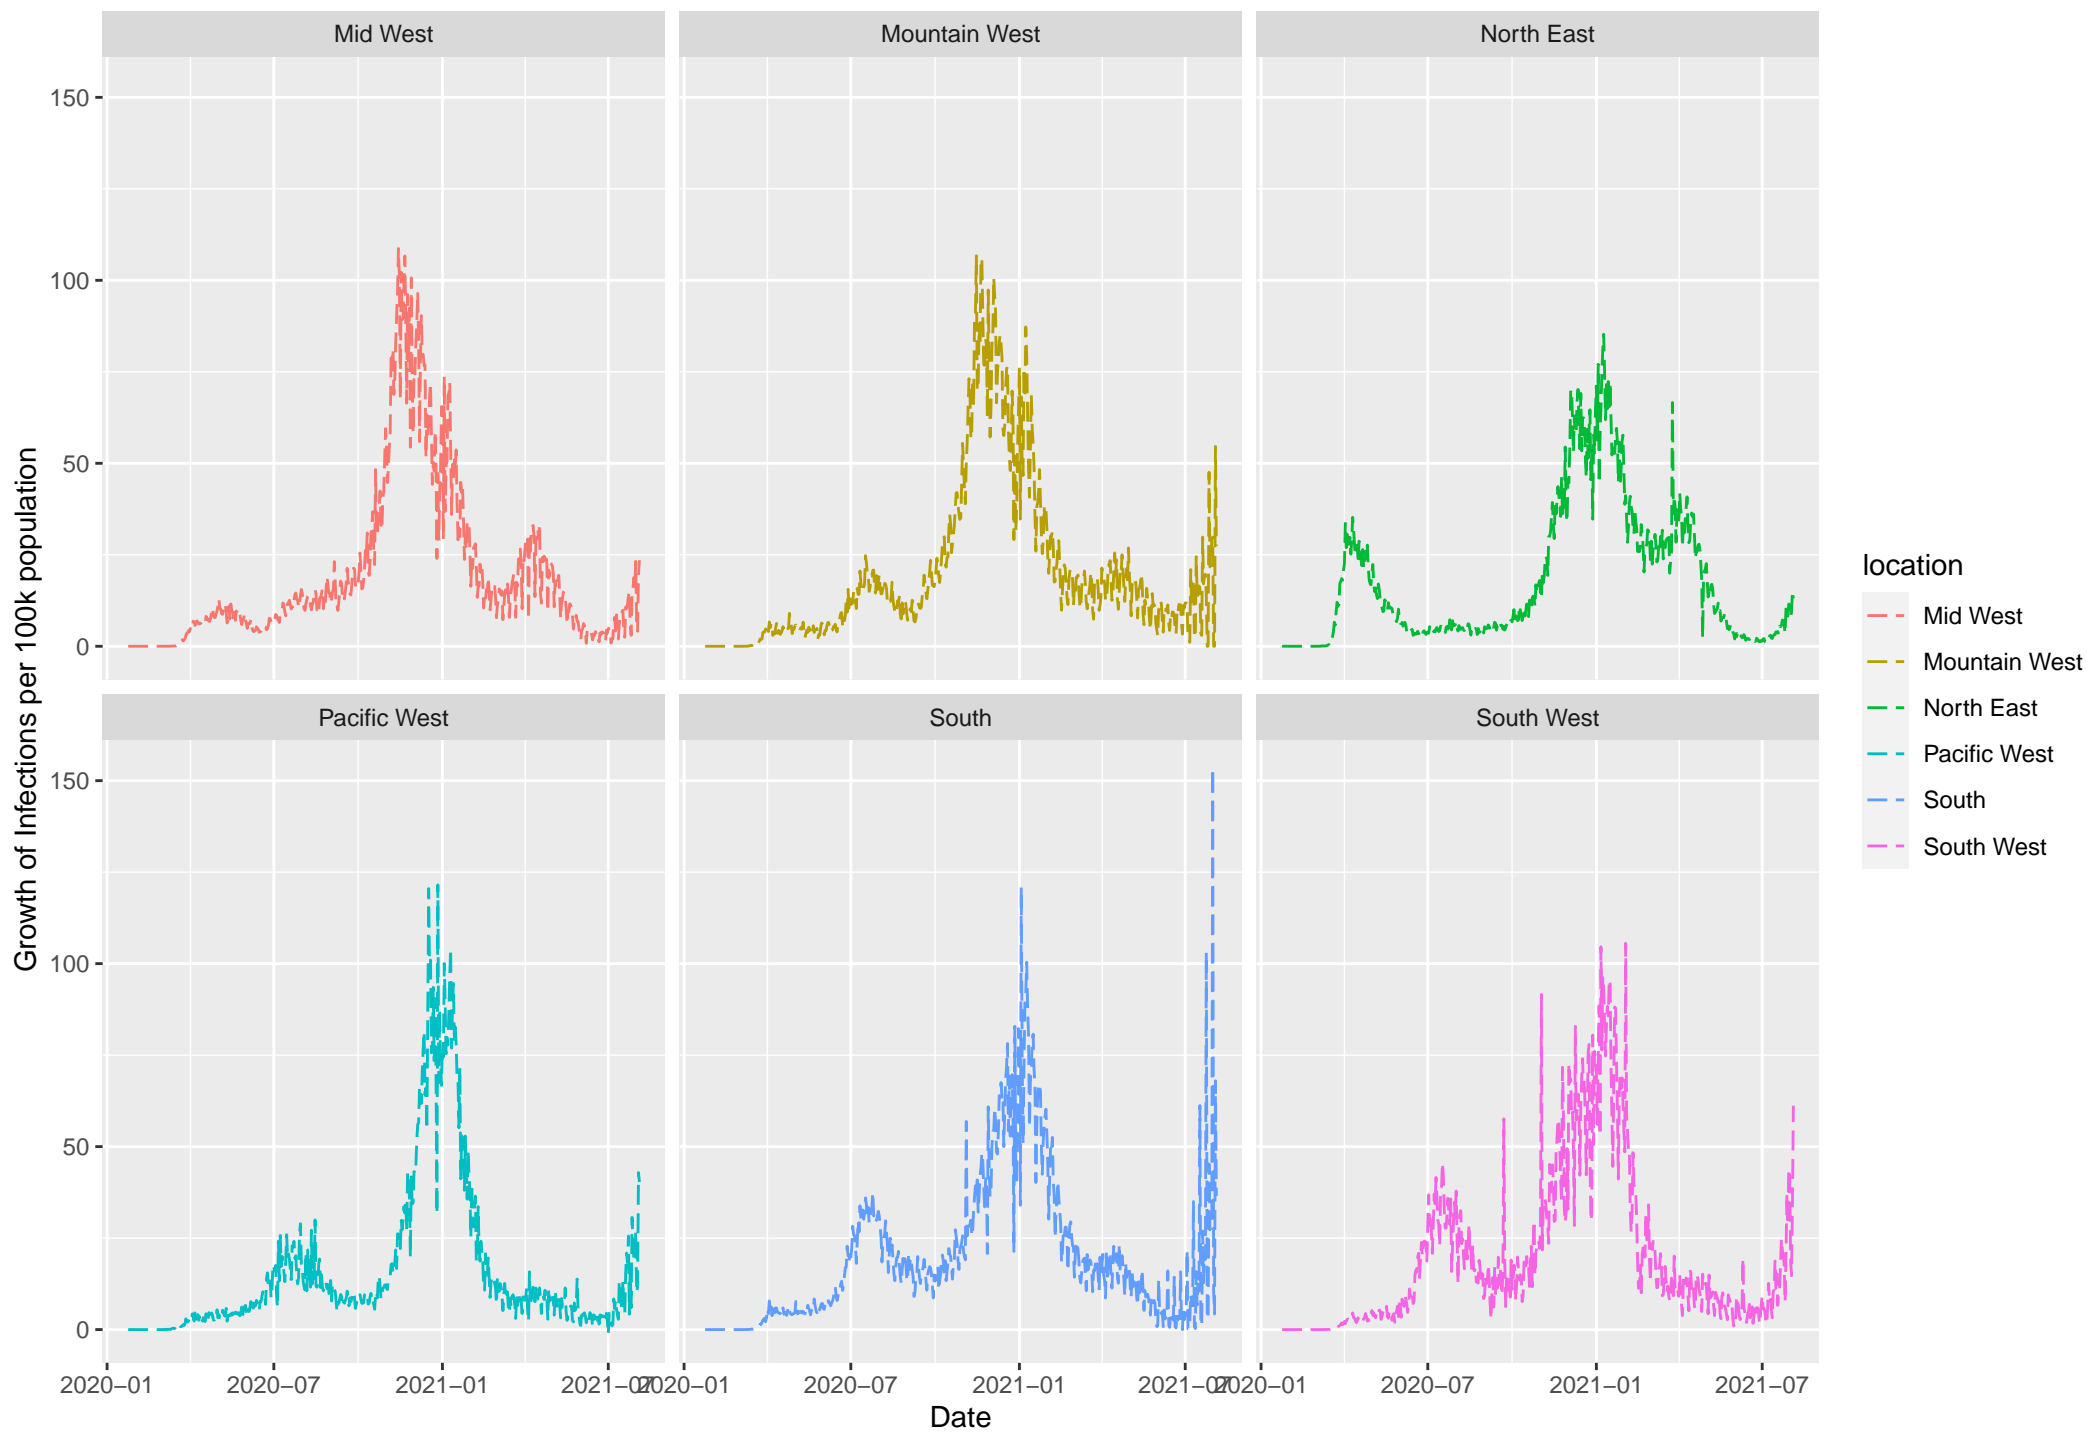 Mid West
Mountain West
North East
150
100
50
0
Pacific West
South
South West
150
100
50
0
2020–01
2020–07
2021–01
2021–07
2020–01
2020–07
2021–01
2021–07
2020–01
2020–07
2021–01
2021–07
Date
Growth of Infections per 100k population
location
Mid West
Mountain West
North East
Pacific West
South
South West